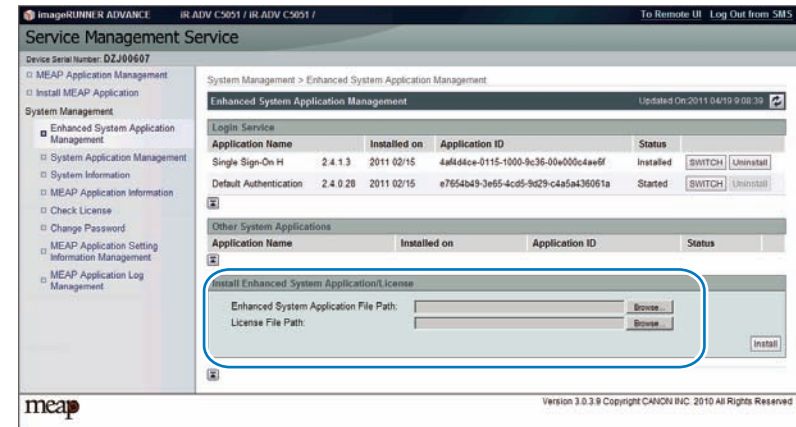 imageRUNNER ADVANCE iR-ADV C5051 / iR-ADV C5051 / To Remote UI Log Out from SMS
Service Management Service
Device Serial Number: DZJ00607
MEAP Application Management
Install MEAP Application
System Management
Enhanced System Application
Management
System Application Management
System Information
MEAP Application Information
Check License
Change Password
MEAP Application Setting
Information Management
MEAP Application Log
Management
System Management > Enhanced System Application Management
Enhanced System Application Management Updated On:2011 04/19 9:08:39
Login Service
Application Name Installed on Application ID Status
Single Sign-On H 2.4.1.3 2011 02/15 4af4d4ce-0115-1000-9c36-00e000c4ae6f Installed SWITCH Uninstall
Default Authentication 2.4.0.28 2011 02/15 e7654b49-3e65-4cd5-9d29-c4a5a436061a Started SWITCH Uninstall
Other System Applications
Application Name Installed on Application ID Status
Install Enhanced System Application/License
Enhanced System Application File Path: Browse...
License File Path: Browse...
Install
meap Version 3.0.3.9 Copyright CANON INC. 2010 All Rights Reserved